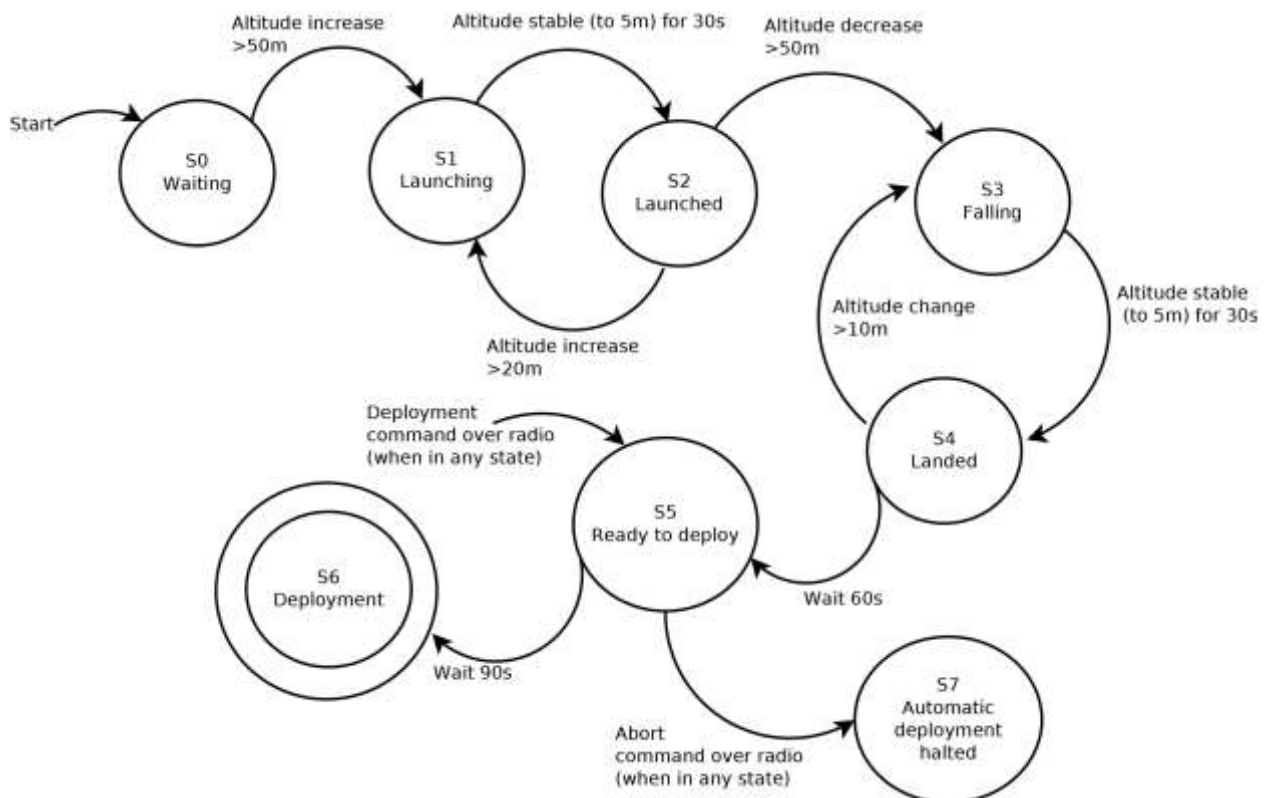 Altitude increase
>50m
Altitude stable (to 5m) for 30s
Altitude decrease
>50m
Start
S0
Waiting
S1
Launching
S2
Launched
S3
Falling
Altitude change
>10m
Altitude stable
(to 5m) for 30s
Altitude increase
>20m
Deployment
command over radio
(when in any state)
S4
Landed
S5
Ready to deploy
S6
Deployment
Wait 60s
Wait 90s
S7
Automatic
deployment
halted
Abort
command over radio
(when in any state)